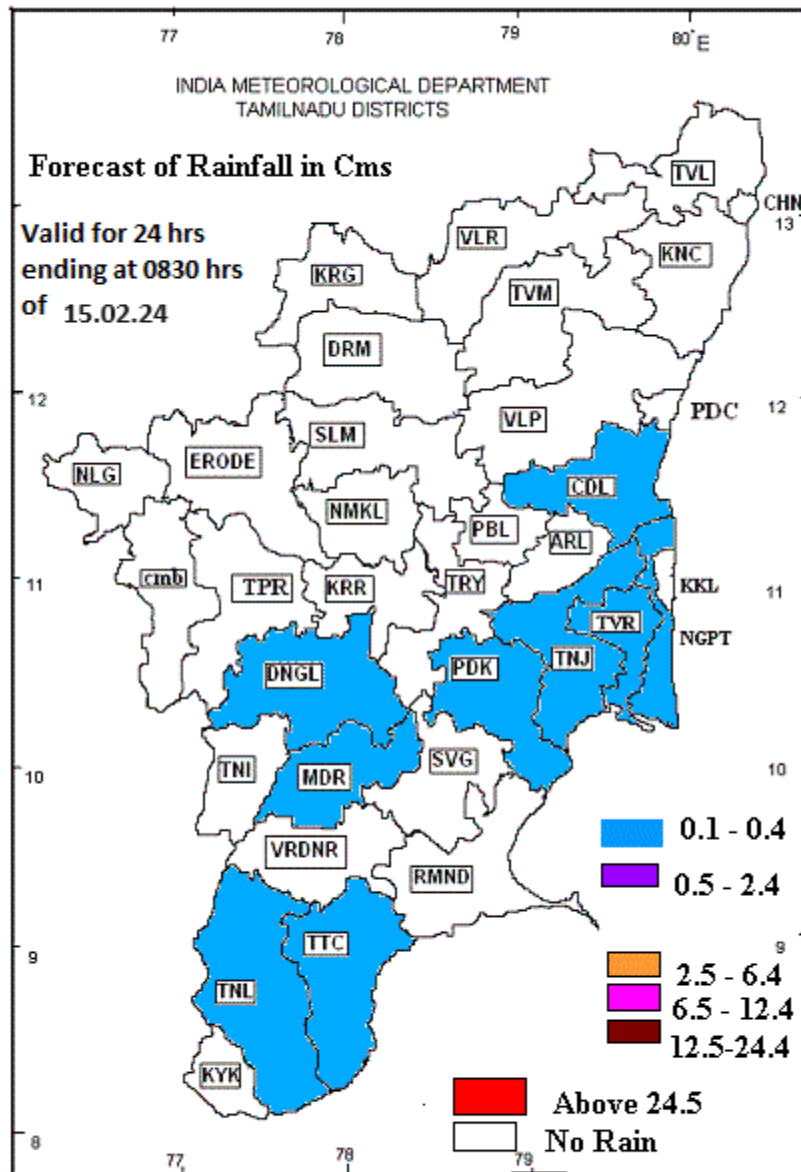 77 78 79 80°E
INDIA METEOROLOGICAL DEPARTMENT
TAMILNADU DISTRICTS
Forecast of Rainfall in Cms
TVL
CHN
13
Valid for 24 hrs
ending at 0830 hrs
of 15.02.24
VLR
KNC
KRG
TVM
DRM
12
12
PDC
VLP
SLM
ERODE
NLG
CDL
NMKL
PBL
ARL
11
cmb
TPR
KRR
TRY
KKL
11
TVR
NGPT
DNGL
PDK
TNJ
10
TNI
MDR
SVG
10
0.1 - 0.4
VRDNR
RMND
0.5 - 2.4
9
TTC
9
2.5 - 6.4
TNL
6.5 - 12.4
12.5-24.4
KYK
Above 24.5
No Rain
8
77 78 79